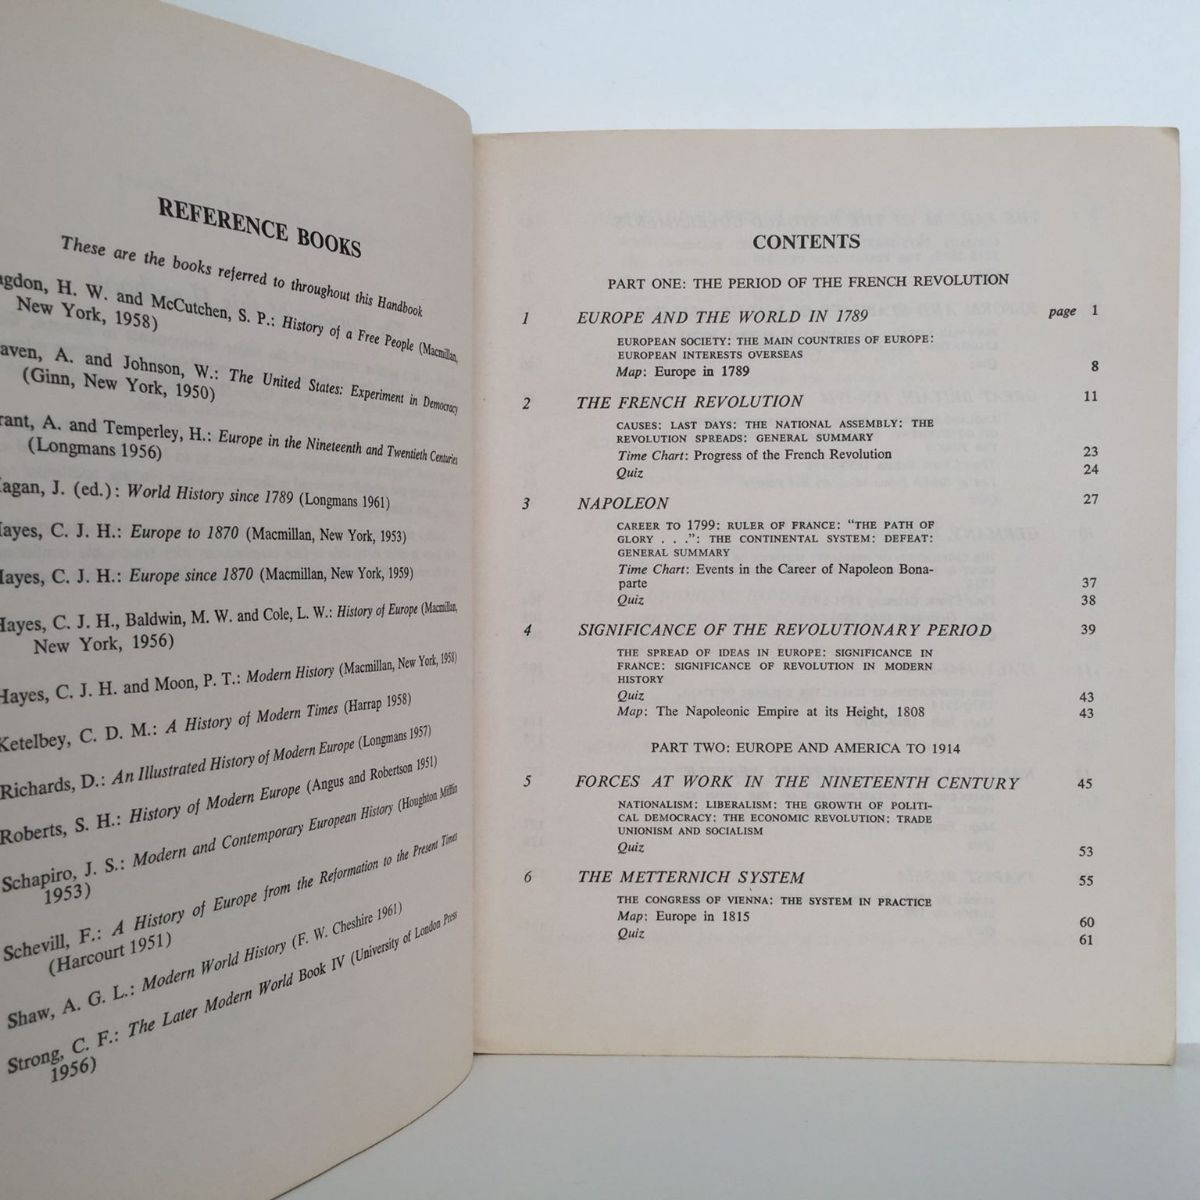 REFERENCE BOOKS
These are the books referred to throughout this Handbook
H. W. and McCutchen, S. P.: History of a Free People (Macmillan,
New York, 1958)
A. and Johnson, W.: The United States: Experiment in Democracy
(Ginn, New York, 1950)
A. and Temperley, H.: Europe in the Nineteenth and Twentieth Centuries
(Longmans 1956)
J. (ed.): World History since 1789 (Longmans 1961)
Hayes, C. J. H.: Europe to 1870 (Macmillan, New York, 1953)
Hayes, C. J. H.: Europe since 1870 (Macmillan, New York, 1959)
Hayes, C. J. H., Baldwin, M. W. and Cole, L. W.: History of Europe (Macmillan,
New York, 1956)
Hayes, C. J. H. and Moon, P. T.: Modern History (Macmillan, New York, 1958)
Ketelbey, C. D. M.: A History of Modern Times (Harrap 1958)
Richards, D.: An Illustrated History of Modern Europe (Longmans 1957)
Roberts, S. H.: History of Modern Europe (Angus and Robertson 1951)
Schapiro, J. S.: Modern and Contemporary European History (Houghton Mifflin
1953)
Schevill, F.: A History of Europe from the Reformation to the Present Times
(Harcourt 1951)
Shaw, A. G. L.: Modern World History (F. W. Cheshire 1961)
Strong, C. F.: The Later Modern World Book IV (University of London Press
1956)
CONTENTS
PART ONE: THE PERIOD OF THE FRENCH REVOLUTION
1 EUROPE AND THE WORLD IN 1789 page 1
EUROPEAN SOCIETY: THE MAIN COUNTRIES OF EUROPE:
EUROPEAN INTERESTS OVERSEAS
Map: Europe in 1789 8
2 THE FRENCH REVOLUTION 11
CAUSES: LAST DAYS: THE NATIONAL ASSEMBLY: THE
REVOLUTION SPREADS: GENERAL SUMMARY
Time Chart: Progress of the French Revolution 23
Quiz 24
3 NAPOLEON 27
CAREER TO 1799: RULER OF FRANCE: "THE PATH OF
GLORY . . .": THE CONTINENTAL SYSTEM: DEFEAT:
GENERAL SUMMARY
Time Chart: Events in the Career of Napoleon Bona-
parte 37
Quiz 38
4 SIGNIFICANCE OF THE REVOLUTIONARY PERIOD 39
THE SPREAD OF IDEAS IN EUROPE: SIGNIFICANCE IN
FRANCE: SIGNIFICANCE OF REVOLUTION IN MODERN
HISTORY
Quiz 43
Map: The Napoleonic Empire at its Height, 1808 43
PART TWO: EUROPE AND AMERICA TO 1914
5 FORCES AT WORK IN THE NINETEENTH CENTURY 45
NATIONALISM: LIBERALISM: THE GROWTH OF POLITI-
CAL DEMOCRACY: THE ECONOMIC REVOLUTION: TRADE
UNIONISM AND SOCIALISM
Quiz 53
6 THE METTERNICH SYSTEM 55
THE CONGRESS OF VIENNA: THE SYSTEM IN PRACTICE
Map: Europe in 1815 60
Quiz 61